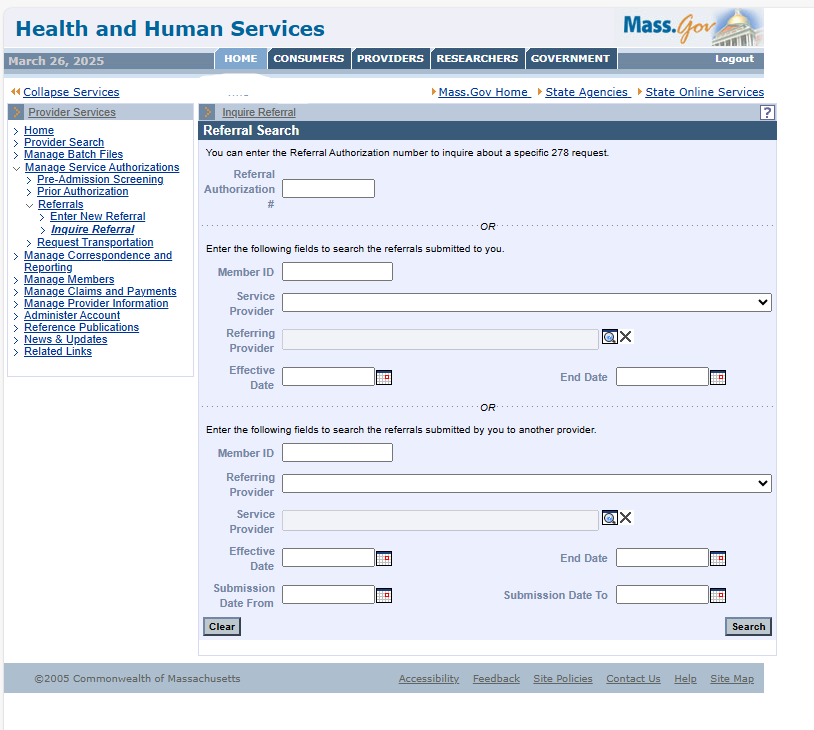 Health and Human Services
Mass.Gov
March 26, 2025
HOME
CONSUMERS
PROVIDERS
RESEARCHERS
GOVERNMENT
Logout
Collapse Services
Mass.Gov Home
State Agencies
State Online Services
Provider Services
Home
Provider Search
Manage Batch Files
Manage Service Authorizations
Pre-Admission Screening
Prior Authorization
Referrals
Enter New Referral
Inquire Referral
Request Transportation
Manage Correspondence and
Reporting
Manage Members
Manage Claims and Payments
Manage Provider Information
Administer Account
Reference Publications
News & Updates
Related Links
Inquire Referral
?
Referral Search
You can enter the Referral Authorization number to inquire about a specific 278 request.
Referral
Authorization
#
OR
Enter the following fields to search the referrals submitted to you.
Member ID
Service
Provider
Referring
Provider
Effective
Date
End Date
OR
Enter the following fields to search the referrals submitted by you to another provider.
Member ID
Referring
Provider
Service
Provider
Effective
Date
End Date
Submission
Date From
Submission Date To
Clear
Search
©2005 Commonwealth of Massachusetts
Accessibility
Feedback
Site Policies
Contact Us
Help
Site Map